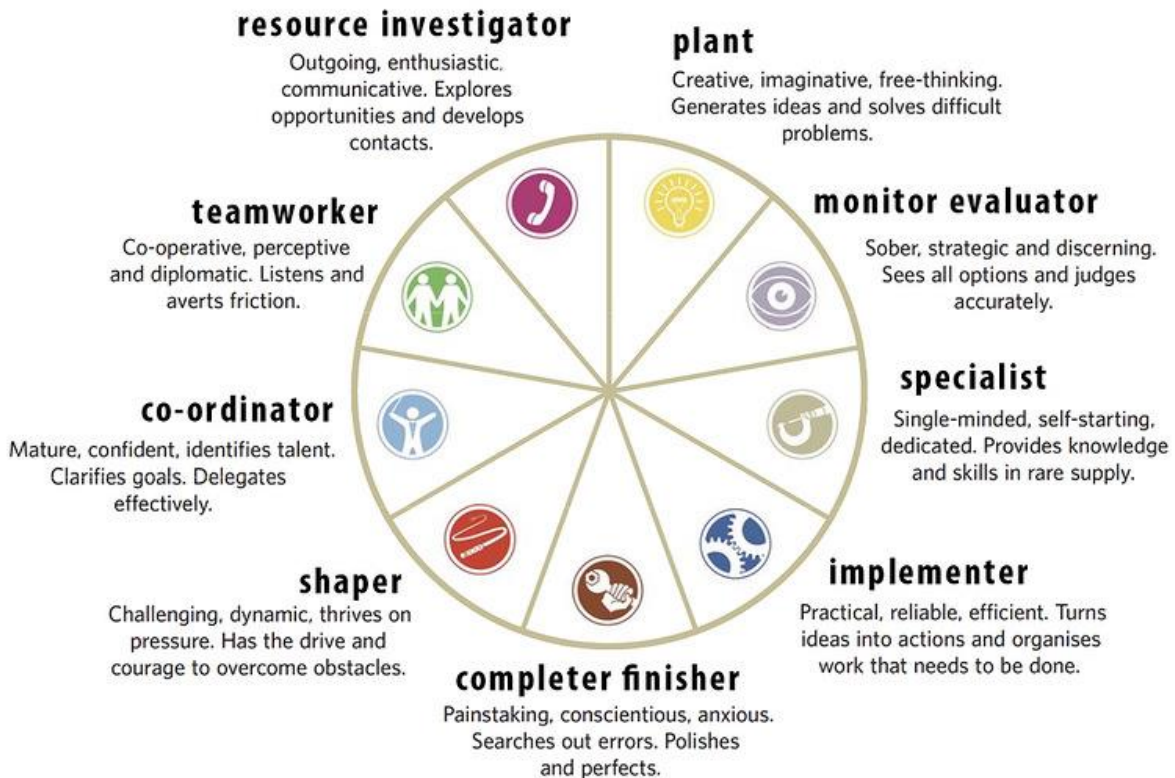 resource investigator
Outgoing, enthusiastic.
communicative. Explores
opportunities and develops
contacts.
plant
Creative, imaginative, free-thinking.
Generates ideas and solves difficult
problems.
monitor evaluator
Sober, strategic and discerning.
Sees all options and judges
accurately.
specialist
Single-minded, self-starting,
dedicated. Provides knowledge
and skills in rare supply.
implementer
Practical, reliable, efficient. Turns
ideas into actions and organises
work that needs to be done.
completer finisher
Painstaking, conscientious, anxious.
Searches out errors. Polishes
and perfects.
shaper
Challenging, dynamic, thrives on
pressure. Has the drive and
courage to overcome obstacles.
co-ordinator
Mature, confident, identifies talent.
Clarifies goals. Delegates
effectively.
teamworker
Co-operative, perceptive
and diplomatic. Listens and
averts friction.